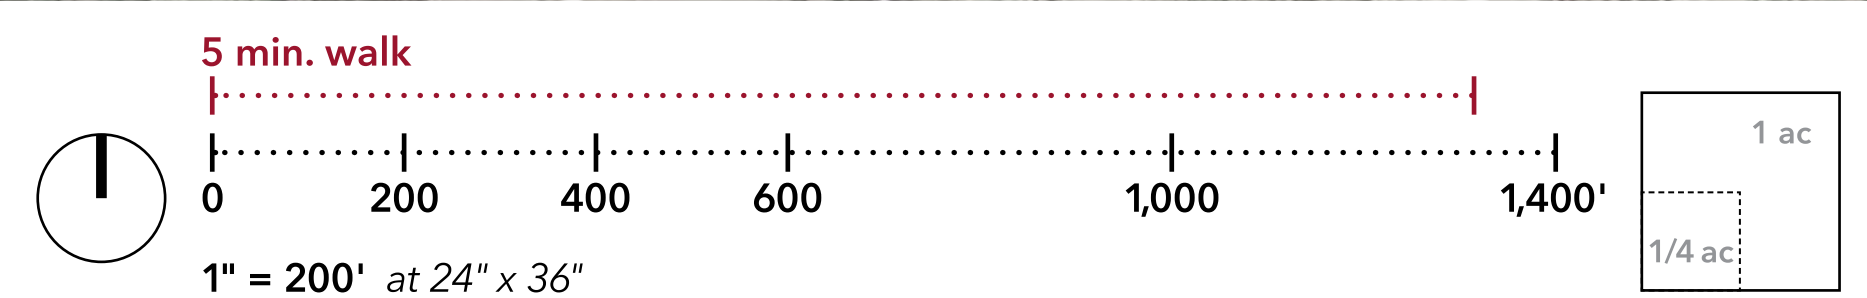 5 min. walk
0 200 400 600 1,000 1,400'
1" = 200' at 24" x 36"
1 ac
1/4 ac